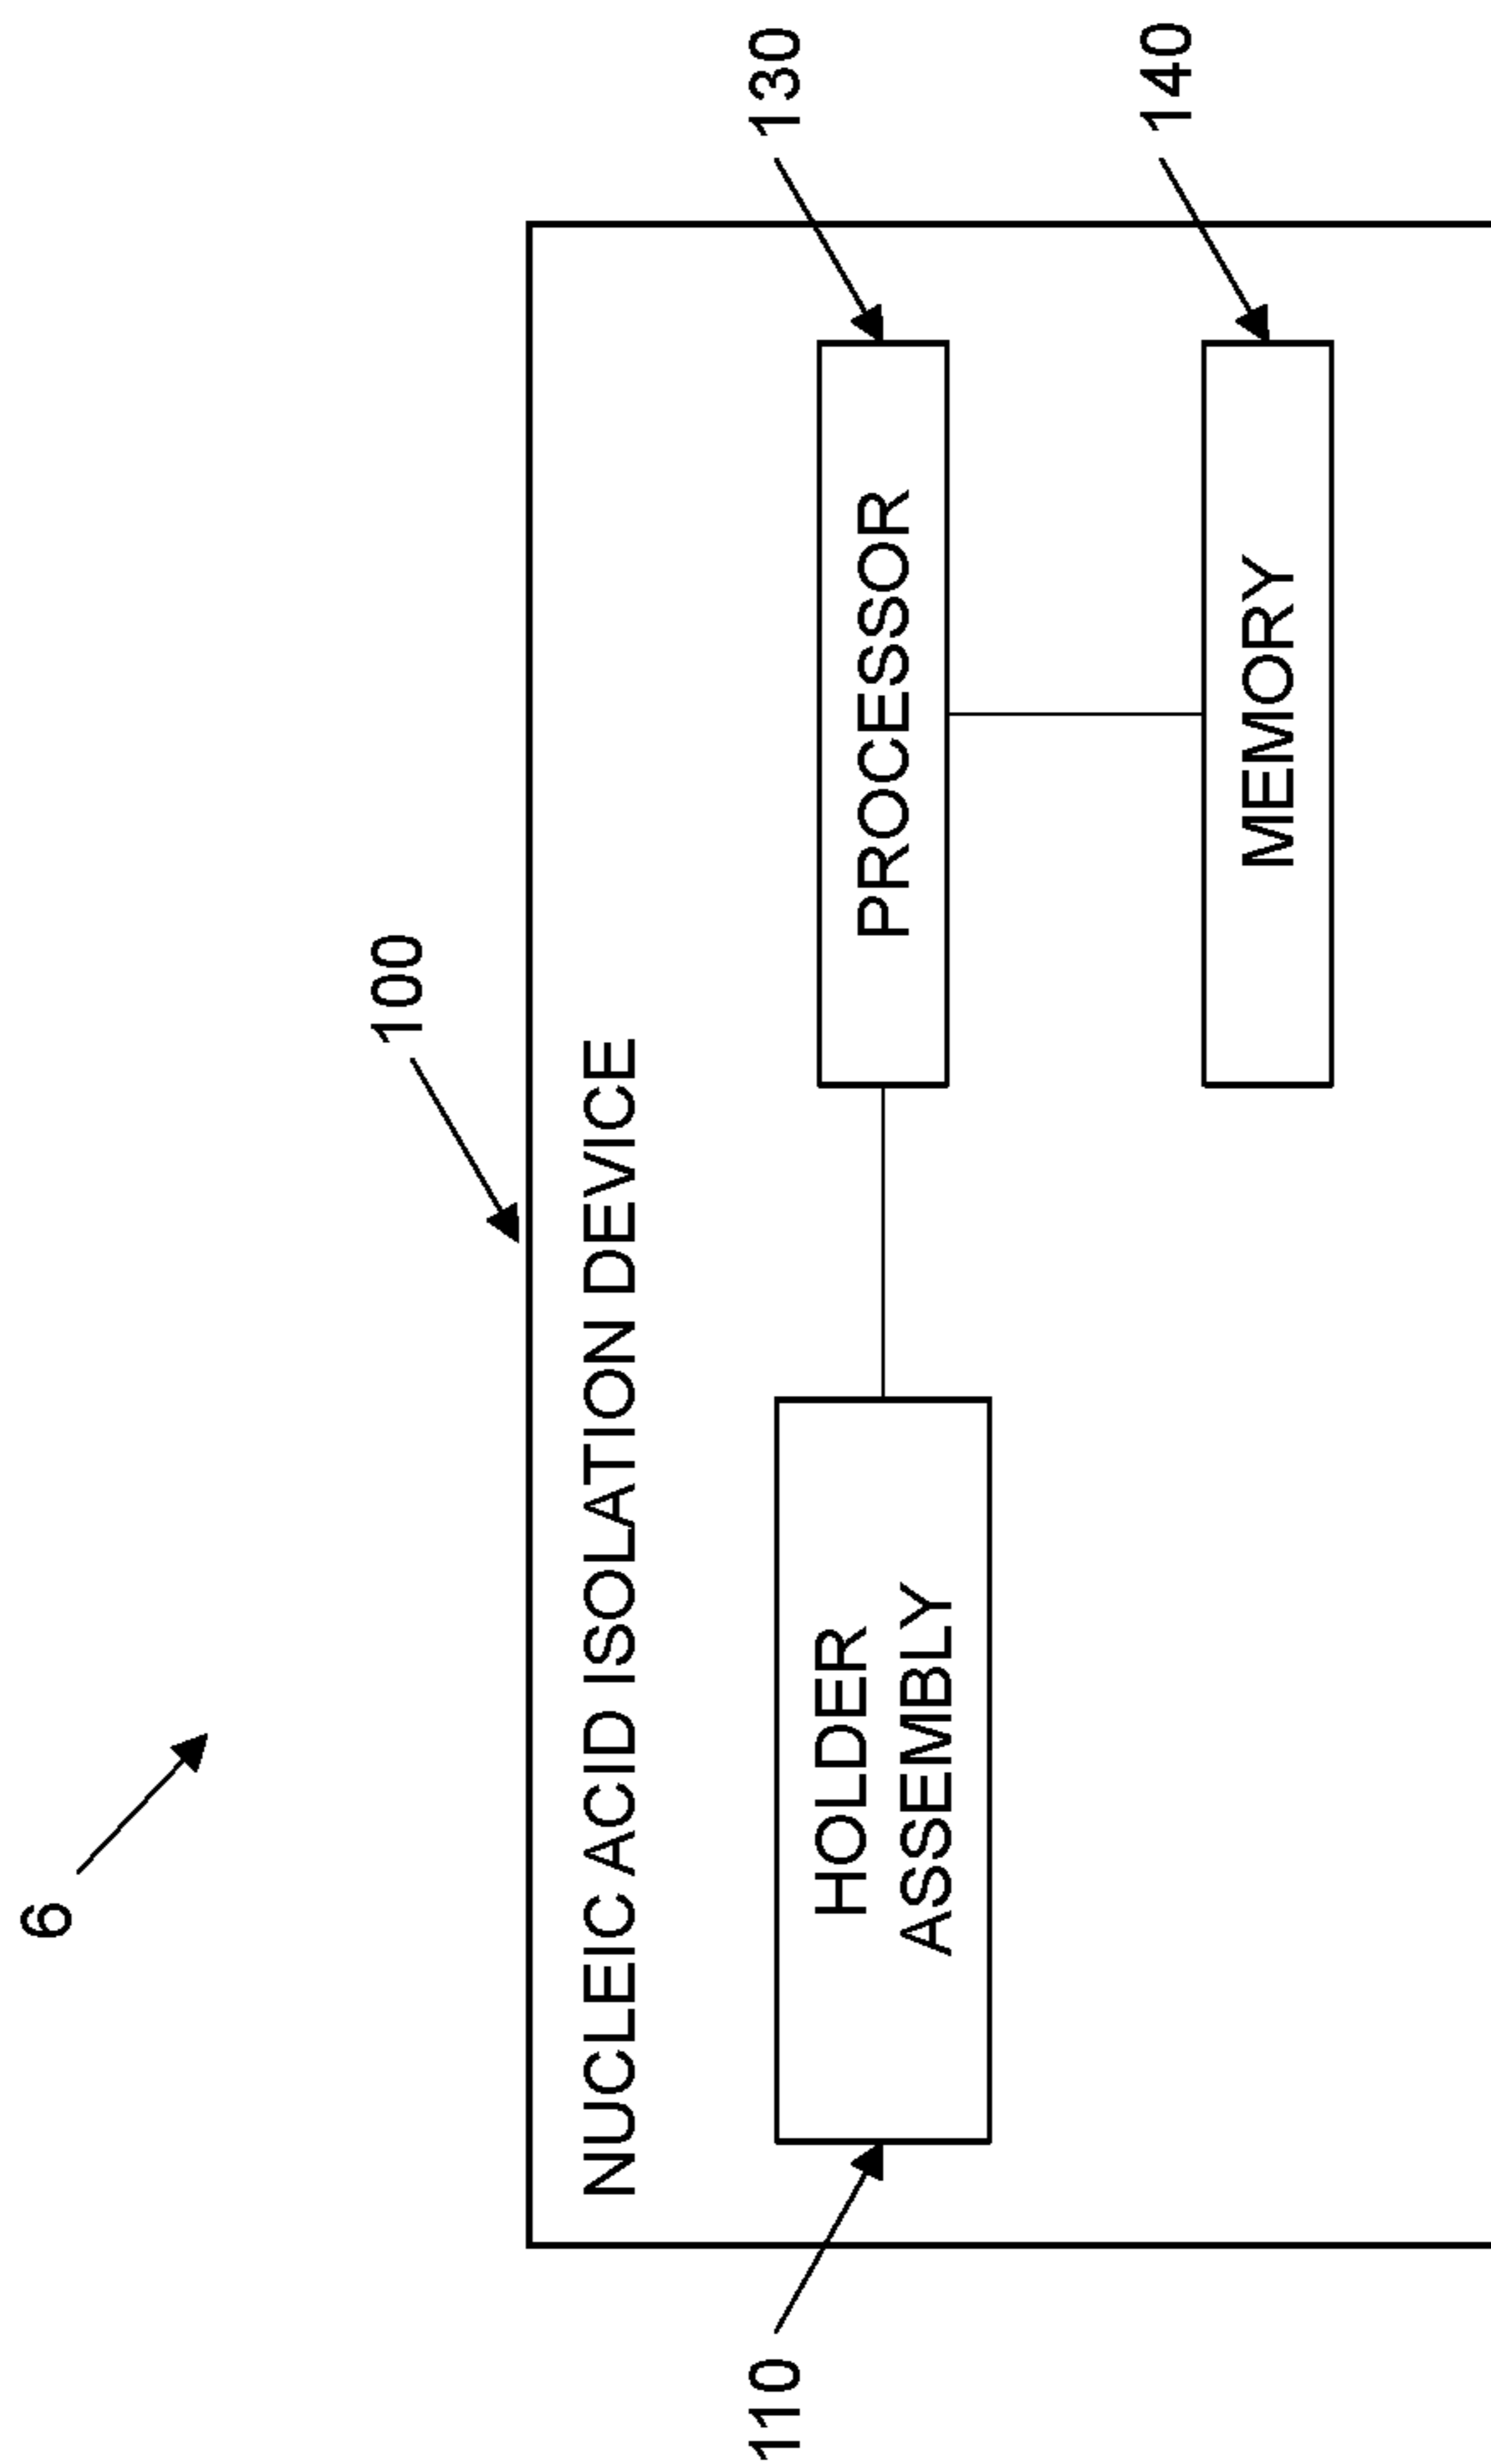 6
100
NUCLEIC ACID ISOLATION DEVICE
110
HOLDER
ASSEMBLY
PROCESSOR
130
MEMORY
140